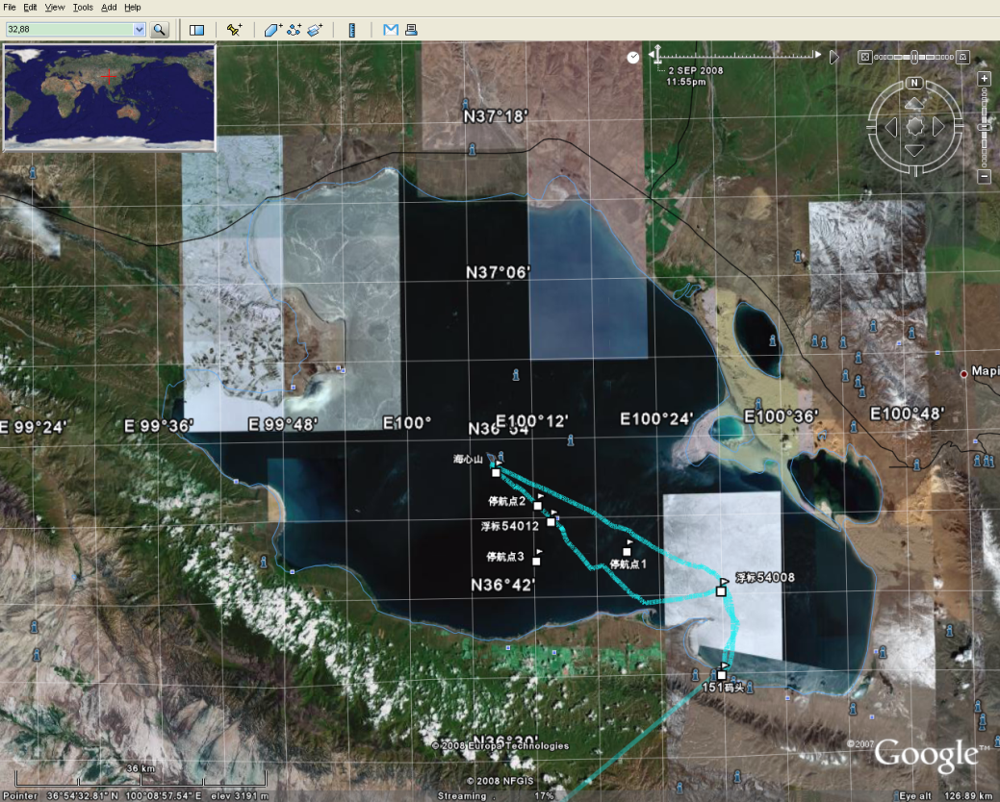 File Edit View Tools Add Help
32,88
2 SEP 2008
11:55pm
N
N37°18'
N37°06'
Mapi
E 99°24'
E 99°36'
E 99°48'
E100°
N36°54'
E100°12'
E100°24'
E100°36'
E100°48'
海心山
停航点2
浮标54012
停航点3
停航点1
浮标54008
N36°42'
151码头
N36°30'
© 2008 Europa Technologies
©2007 Google™
36 km
© 2008 NFGIS
Pointer 36°54'32.81" N 100°08'57.54" E elev 3191 m
Streaming 17%
Eye alt 126.89 km